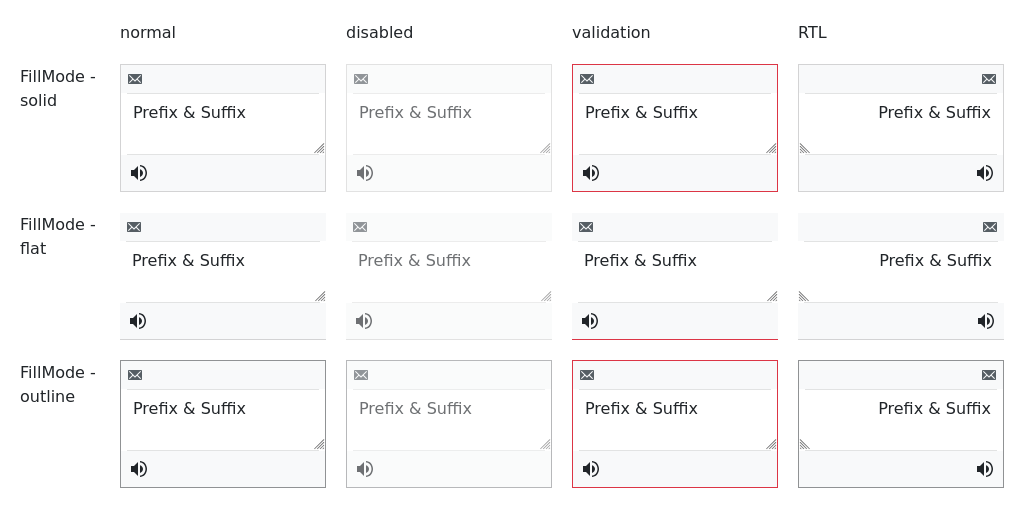 normal disabled validation RTL
FillMode -
solid
Prefix & Suffix Prefix & Suffix Prefix & Suffix Prefix & Suffix
FillMode -
flat
Prefix & Suffix Prefix & Suffix Prefix & Suffix Prefix & Suffix
FillMode -
outline
Prefix & Suffix Prefix & Suffix Prefix & Suffix Prefix & Suffix